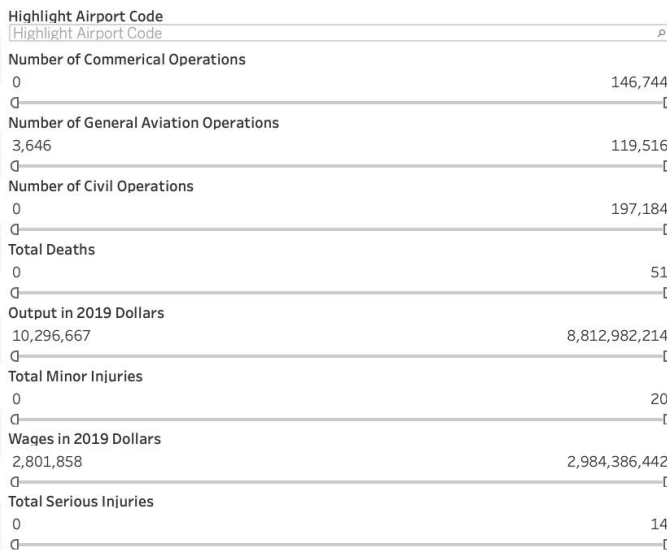 Highlight Airport Code
Highlight Airport Code
Number of Commerical Operations
0 146,744
Number of General Aviation Operations
3,646 119,516
Number of Civil Operations
0 197,184
Total Deaths
0 51
Output in 2019 Dollars
10,296,667 8,812,982,214
Total Minor Injuries
0 20
Wages in 2019 Dollars
2,801,858 2,984,386,442
Total Serious Injuries
0 14